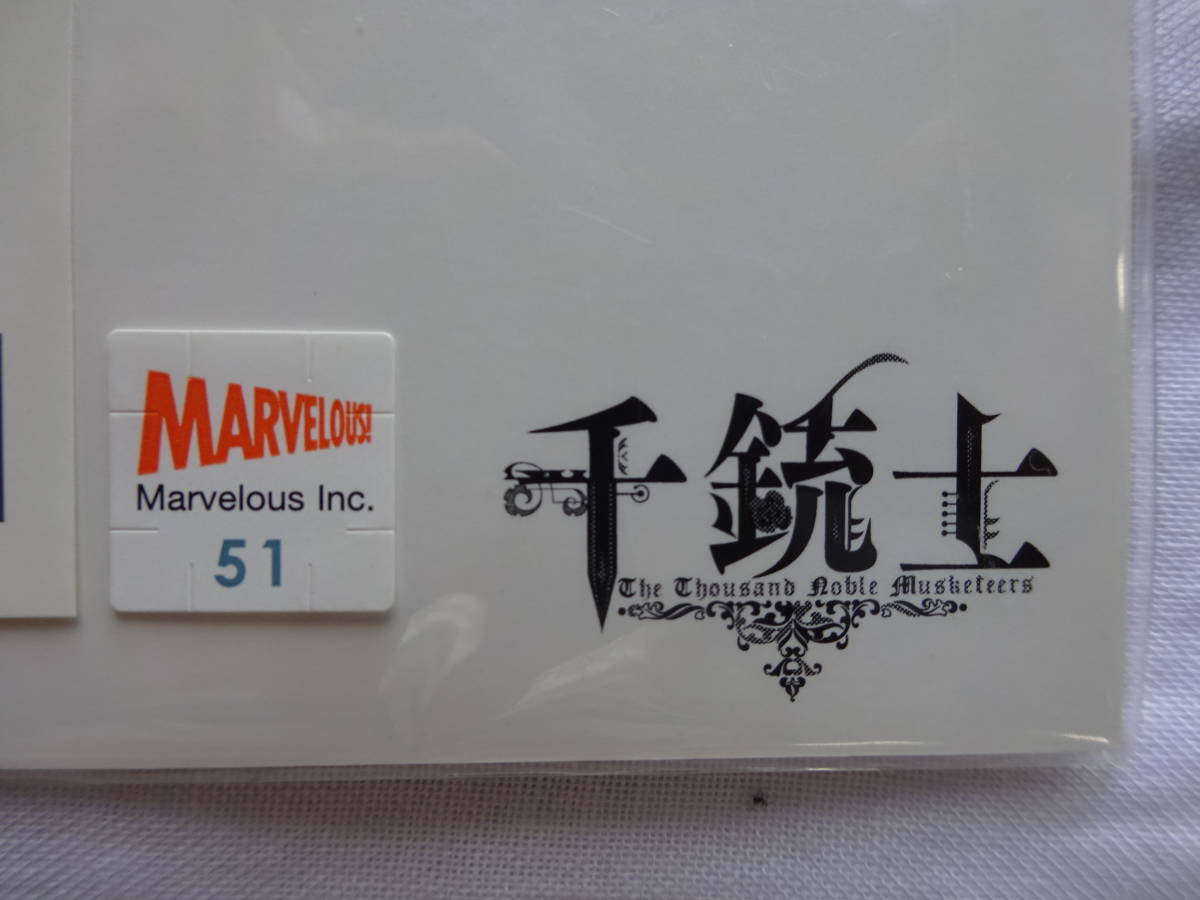 MARVELOUS!
Marvelous Inc.
51
千銃士
The Thousand Noble Musketeers